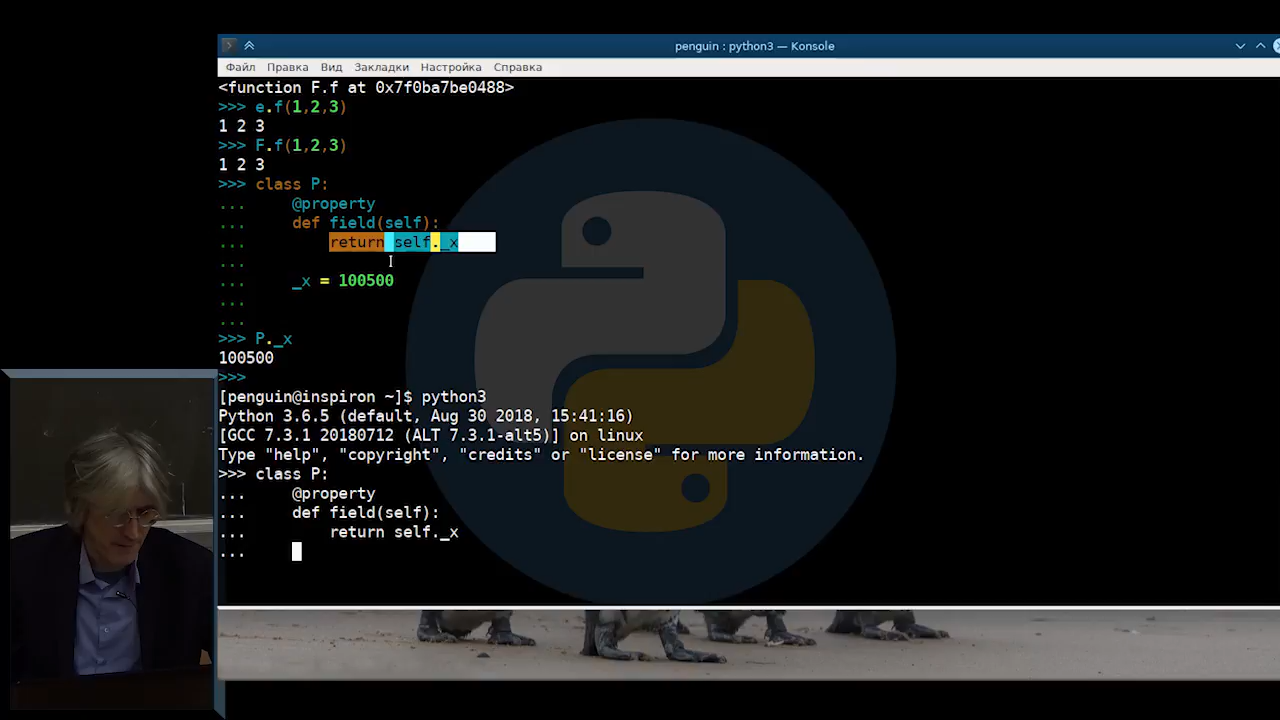 penguin : python3 — Konsole
Файл Правка Вид Закладки Настройка Справка
<function F.f at 0x7f0ba7be0488>
>>> e.f(1,2,3)
1 2 3
>>> F.f(1,2,3)
1 2 3
>>> class P:
...     @property
...     def field(self):
...         return self._x
...
...     _x = 100500
...
...
>>> P._x
100500
>>>
[penguin@inspiron ~]$ python3
Python 3.6.5 (default, Aug 30 2018, 15:41:16)
[GCC 7.3.1 20180712 (ALT 7.3.1-alt5)] on linux
Type "help", "copyright", "credits" or "license" for more information.
>>> class P:
...     @property
...     def field(self):
...         return self._x
...